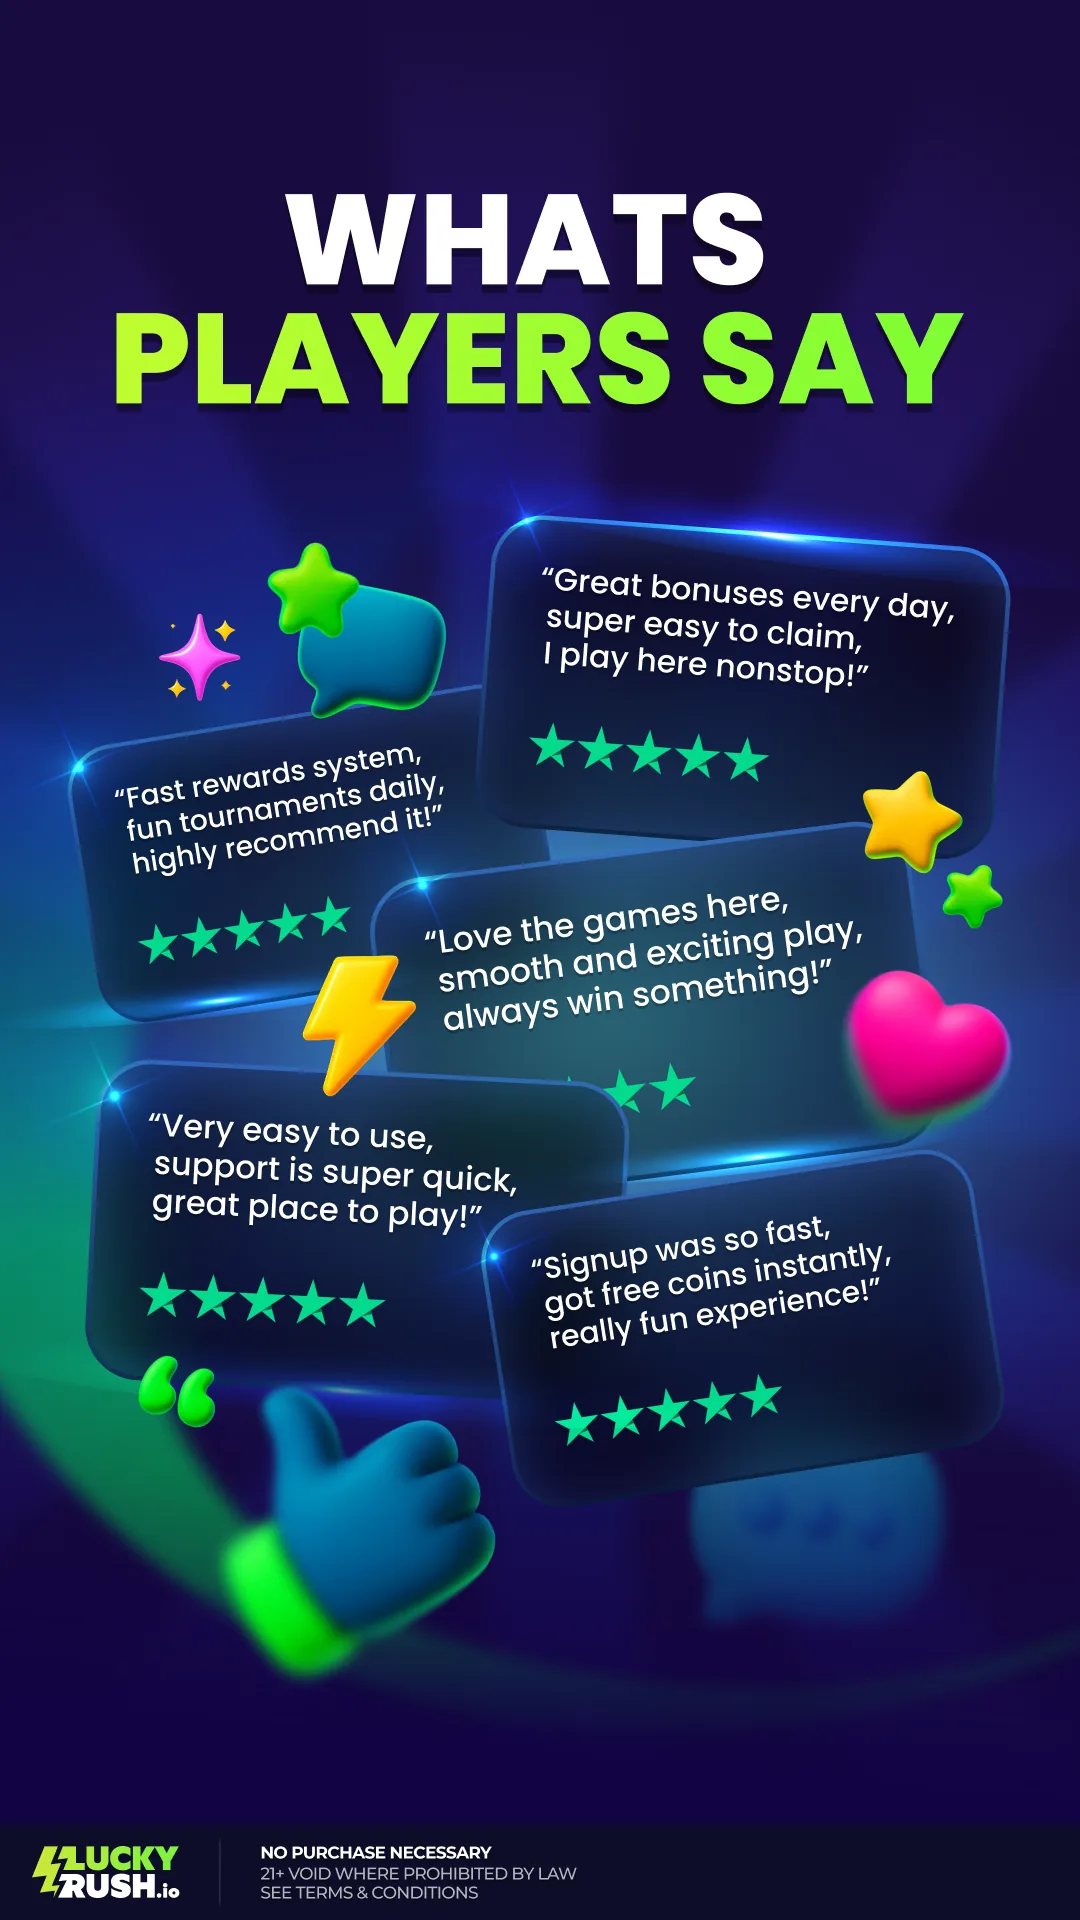 WHATS
PLAYERS SAY
“Great bonuses every day,
super easy to claim,
I play here nonstop!”
“Fast rewards system,
fun tournaments daily,
highly recommend it!”
“Love the games here,
smooth and exciting play,
always win something!”
“Very easy to use,
support is super quick,
great place to play!”
“Signup was so fast,
got free coins instantly,
really fun experience!”
LUCKY
RUSH.io
NO PURCHASE NECESSARY
21+ VOID WHERE PROHIBITED BY LAW
SEE TERMS & CONDITIONS